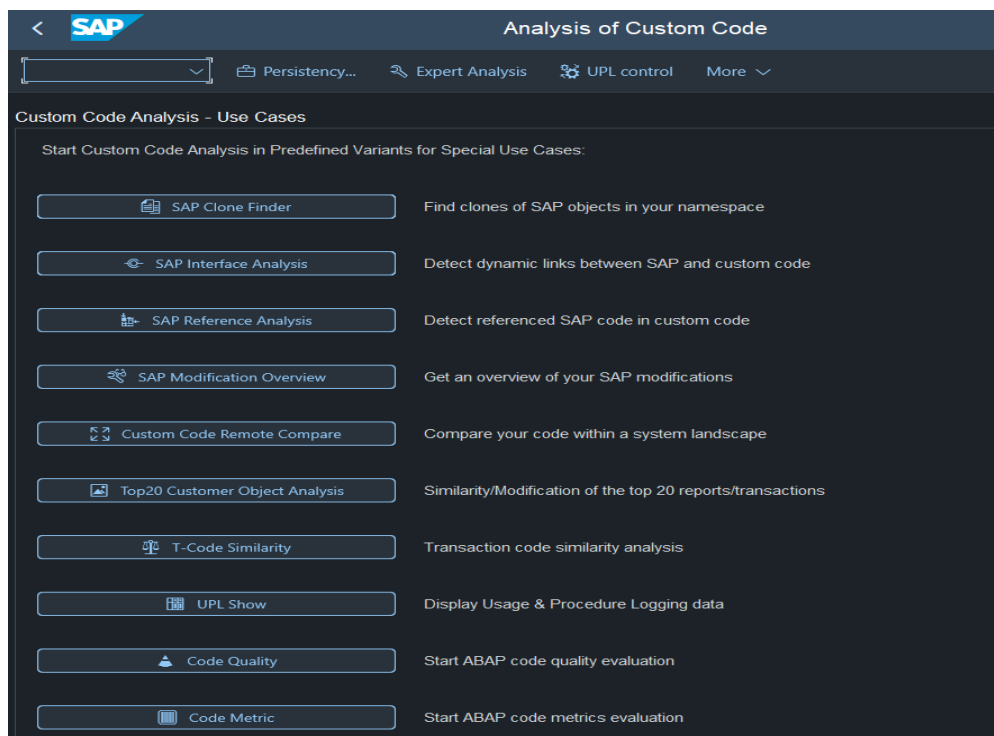 SAP Analysis of Custom Code
Persistency... Expert Analysis UPL control More
Custom Code Analysis - Use Cases
Start Custom Code Analysis in Predefined Variants for Special Use Cases:
SAP Clone Finder Find clones of SAP objects in your namespace
SAP Interface Analysis Detect dynamic links between SAP and custom code
SAP Reference Analysis Detect referenced SAP code in custom code
SAP Modification Overview Get an overview of your SAP modifications
Custom Code Remote Compare Compare your code within a system landscape
Top20 Customer Object Analysis Similarity/Modification of the top 20 reports/transactions
T-Code Similarity Transaction code similarity analysis
UPL Show Display Usage & Procedure Logging data
Code Quality Start ABAP code quality evaluation
Code Metric Start ABAP code metrics evaluation